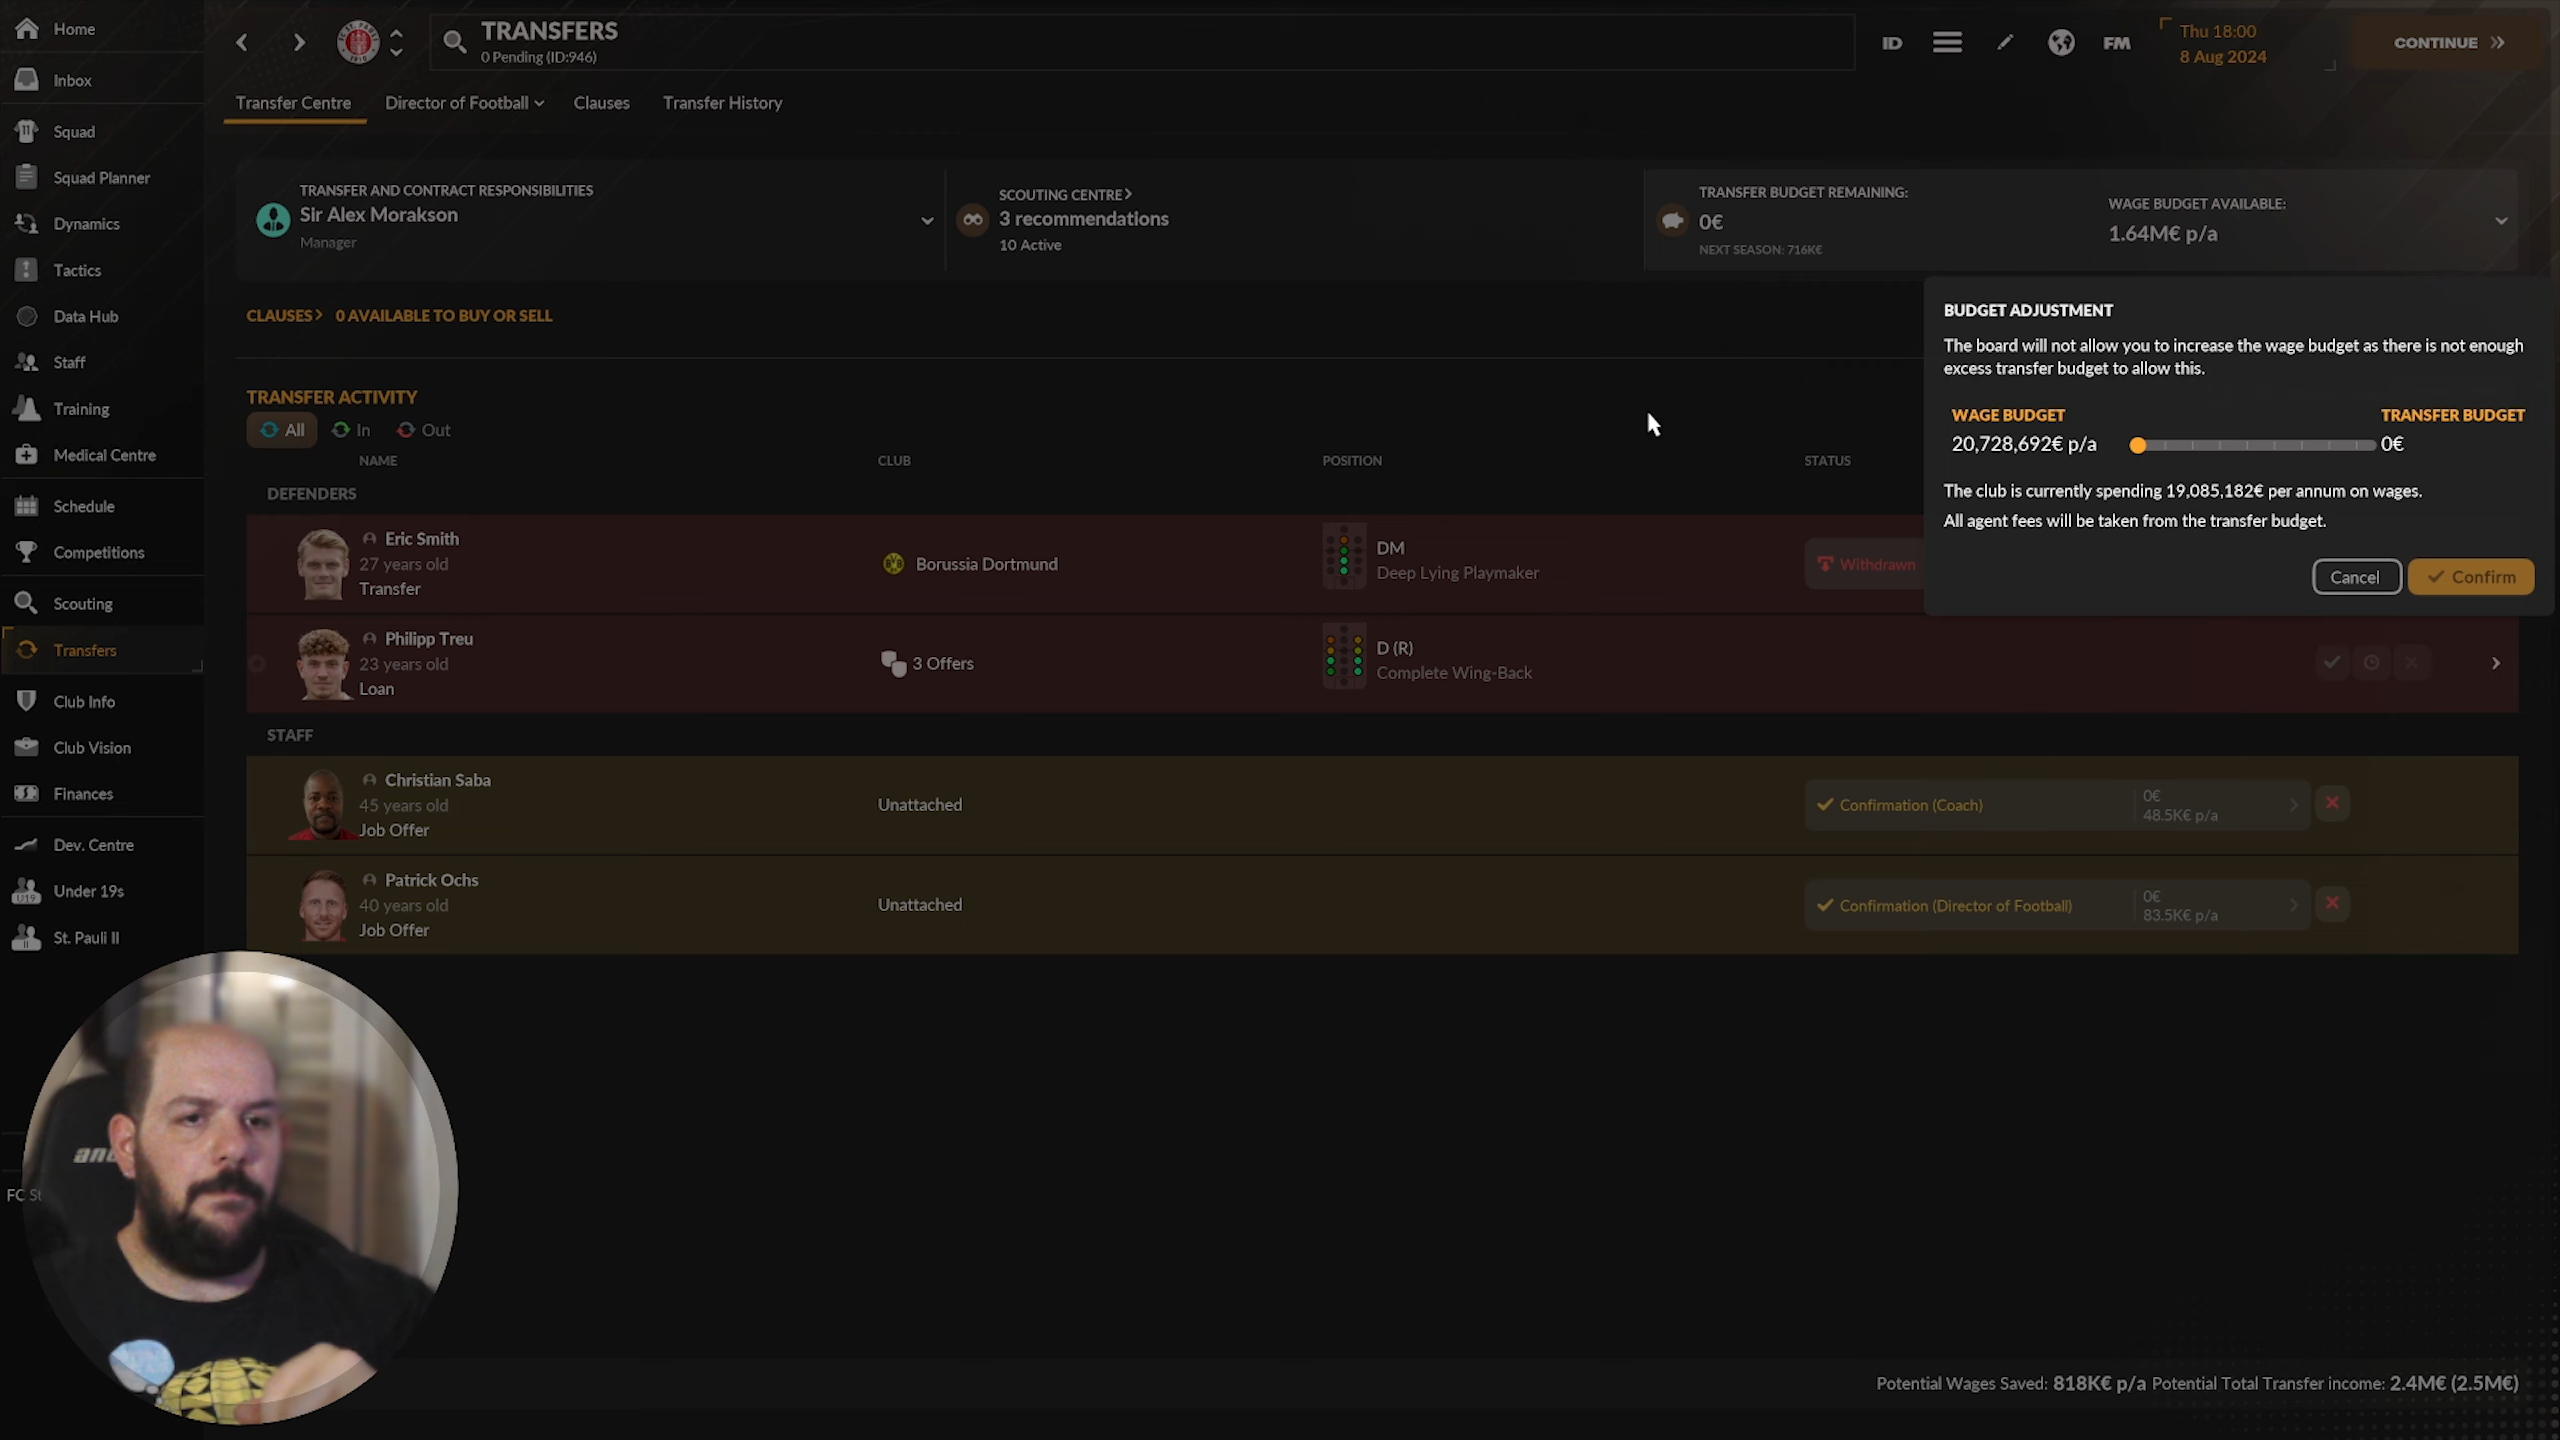 Home
Inbox
Squad
Squad Planner
Dynamics
Tactics
Data Hub
Staff
Training
Medical Centre
Schedule
Competitions
Scouting
Transfers
Club Info
Club Vision
Finances
Dev. Centre
Under 19s
St. Pauli II
TRANSFERS
0 Pending (ID:946)
ID
FM
Thu 18:00
8 Aug 2024
CONTINUE
Transfer Centre
Director of Football
Clauses
Transfer History
TRANSFER AND CONTRACT RESPONSIBILITIES
Sir Alex Morakson
Manager
SCOUTING CENTRE>
3 recommendations
10 Active
TRANSFER BUDGET REMAINING:
0€
NEXT SEASON: 716K€
WAGE BUDGET AVAILABLE:
1.64M€ p/a
CLAUSES> 0 AVAILABLE TO BUY OR SELL
BUDGET ADJUSTMENT
The board will not allow you to increase the wage budget as there is not enough
excess transfer budget to allow this.
WAGE BUDGET
TRANSFER BUDGET
20,728,692€ p/a
0€
The club is currently spending 19,085,182€ per annum on wages.
All agent fees will be taken from the transfer budget.
Cancel
Confirm
TRANSFER ACTIVITY
All
In
Out
NAME
CLUB
POSITION
STATUS
DEFENDERS
Eric Smith
27 years old
Transfer
Borussia Dortmund
DM
Deep Lying Playmaker
Withdrawn
Philipp Treu
23 years old
Loan
3 Offers
D (R)
Complete Wing-Back
STAFF
Christian Saba
45 years old
Job Offer
Unattached
Confirmation (Coach)
0€
48.5K€ p/a
Patrick Ochs
40 years old
Job Offer
Unattached
Confirmation (Director of Football)
0€
83.5K€ p/a
FC St
Potential Wages Saved: 818K€ p/a Potential Total Transfer income: 2.4M€ (2.5M€)